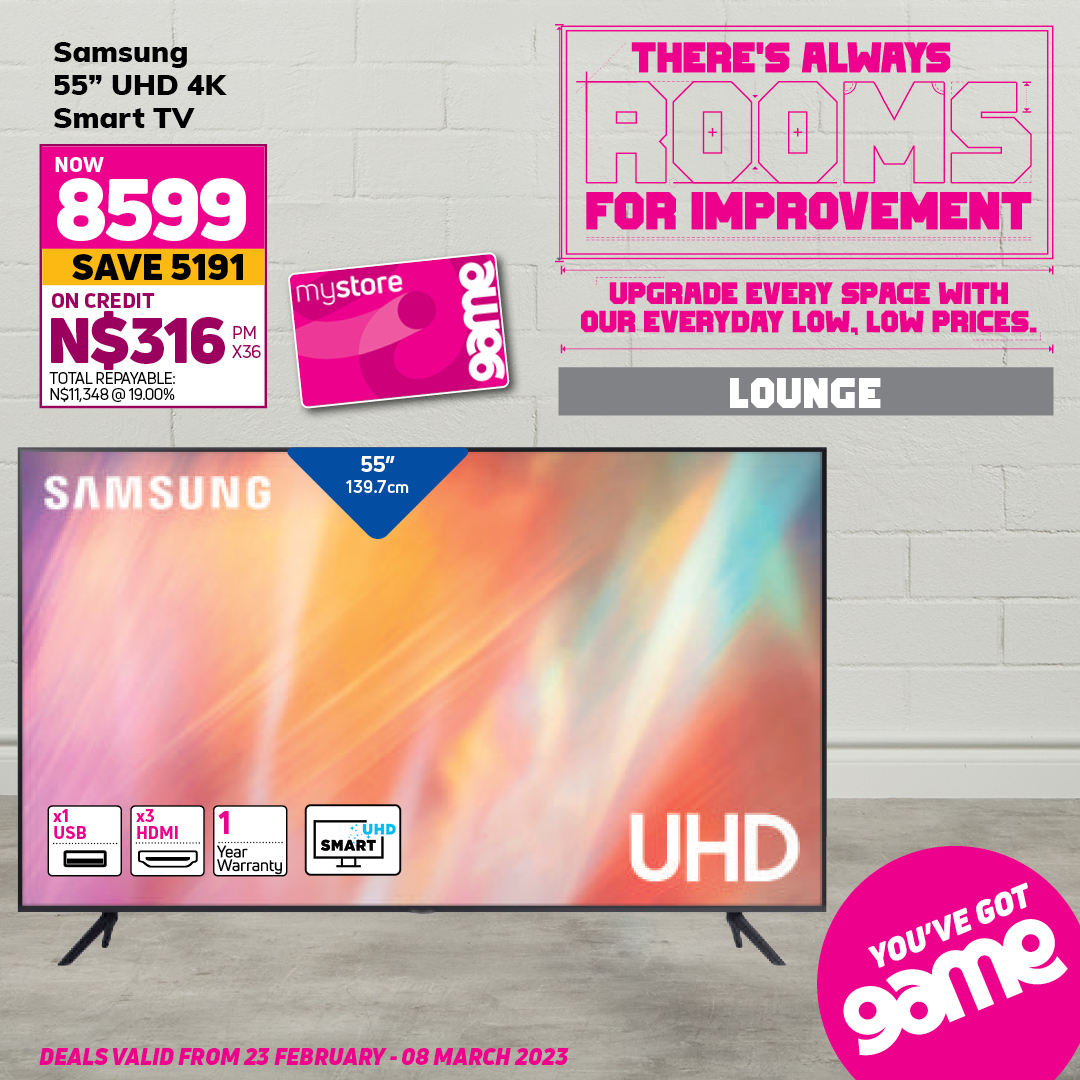 Samsung
55” UHD 4K
Smart TV
NOW
8599
SAVE 5191
ON CREDIT
N$316 PM
X36
TOTAL REPAYABLE:
N$11,348 @ 19.00%
mystore
game
THERE'S ALWAYS
ROOMS
FOR IMPROVEMENT
UPGRADE EVERY SPACE WITH
OUR EVERYDAY LOW, LOW PRICES.
LOUNGE
SAMSUNG
55”
139.7cm
x1
USB
x3
HDMI
1
Year
Warranty
UHD
SMART
UHD
YOU'VE GOT
game
DEALS VALID FROM 23 FEBRUARY - 08 MARCH 2023